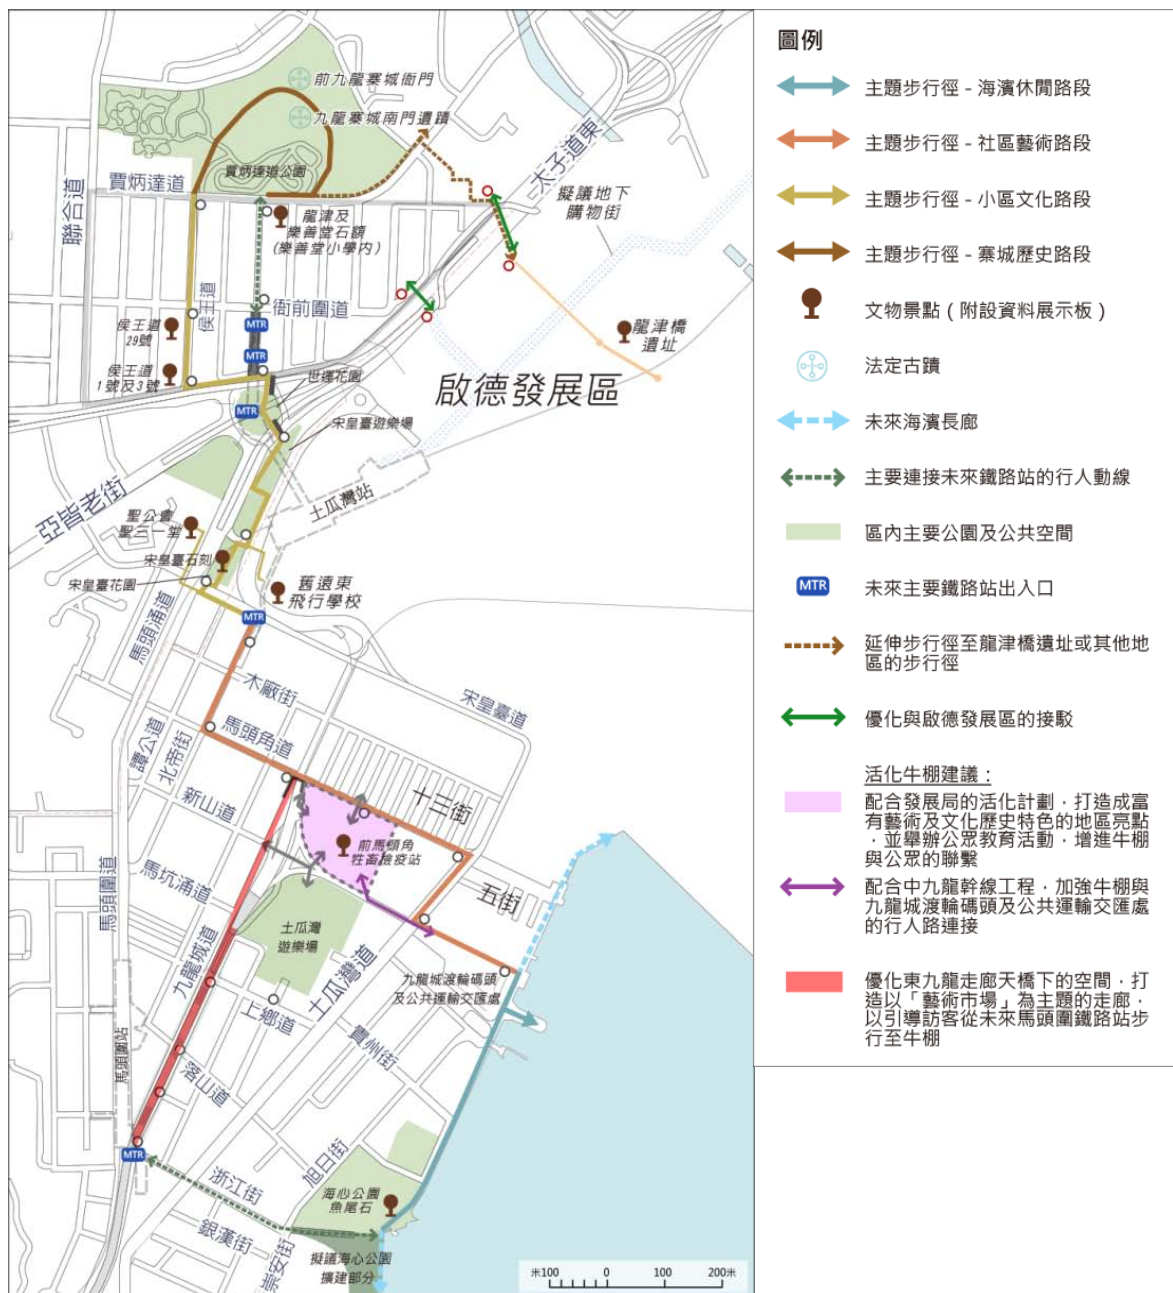 前九龍寨城衙門
九龍寨城南門遺蹟
賈炳達道公園
賈炳達道
聯合道
太子道東
擬議地下
購物街
龍津及
樂善堂石額
(樂善堂小學內)
侯王道
衙前圍道
侯王道
29號
MTR
MTR
侯王道
1號及3號
世運花園
龍津橋
遺址
啟德發展區
MTR
宋皇臺遊樂場
亞皆老街
土瓜灣站
聖公會
聖三一堂
宋皇臺石刻
宋皇臺花園
舊遠東
飛行學校
MTR
馬頭涌道
木廠街
宋皇臺道
馬頭角道
譚公道
北帝街
新山道
十三街
前馬頭角
牲畜檢疫站
馬坑涌道
五街
馬頭圍道
土瓜灣
遊樂場
九龍城道
土瓜灣道
九龍城渡輪碼頭
及公共運輸交匯處
上鄉道
貴州街
馬頭圍站
落山道
MTR
浙江街
旭日街
海心公園
魚尾石
銀漢街
崇安街
擬議海心公園
擴建部分
米100 0 100 200米
圖例
主題步行徑 - 海濱休閒路段
主題步行徑 - 社區藝術路段
主題步行徑 - 小區文化路段
主題步行徑 - 寨城歷史路段
文物景點（附設資料展示板）
法定古蹟
未來海濱長廊
主要連接未來鐵路站的行人動線
區內主要公園及公共空間
MTR 未來主要鐵路站出入口
延伸步行徑至龍津橋遺址或其他地
區的步行徑
優化與啟德發展區的接駁
活化牛棚建議：
配合發展局的活化計劃，打造成富
有藝術及文化歷史特色的地區亮點
，並舉辦公眾教育活動，增進牛棚
與公眾的聯繫
配合中九龍幹線工程，加強牛棚與
九龍城渡輪碼頭及公共運輸交匯處
的行人路連接
優化東九龍走廊天橋下的空間，打
造以「藝術市場」為主題的走廊，
以引導訪客從未來馬頭圍鐵路站步
行至牛棚